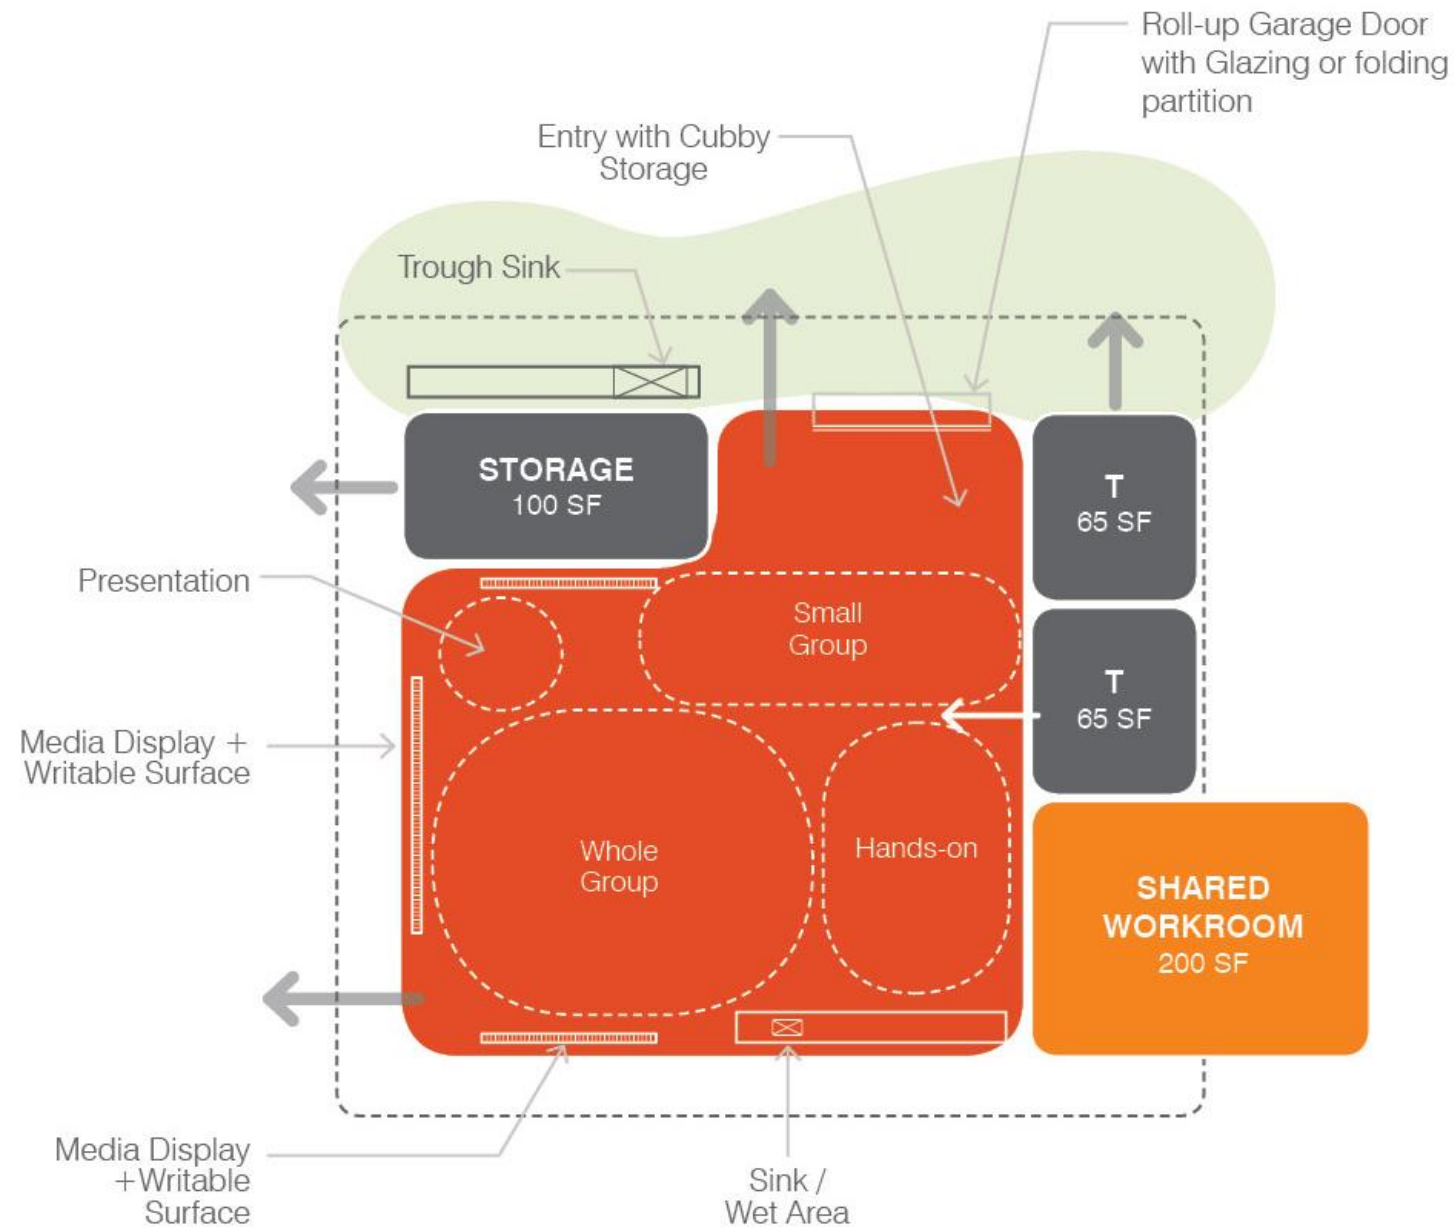 Roll-up Garage Door
with Glazing or folding
partition
Entry with Cubby
Storage
Trough Sink
STORAGE
100 SF
T
65 SF
Presentation
Small
Group
T
65 SF
Media Display +
Writable Surface
Whole
Group
Hands-on
SHARED
WORKROOM
200 SF
Media Display
+Writable
Surface
Sink /
Wet Area